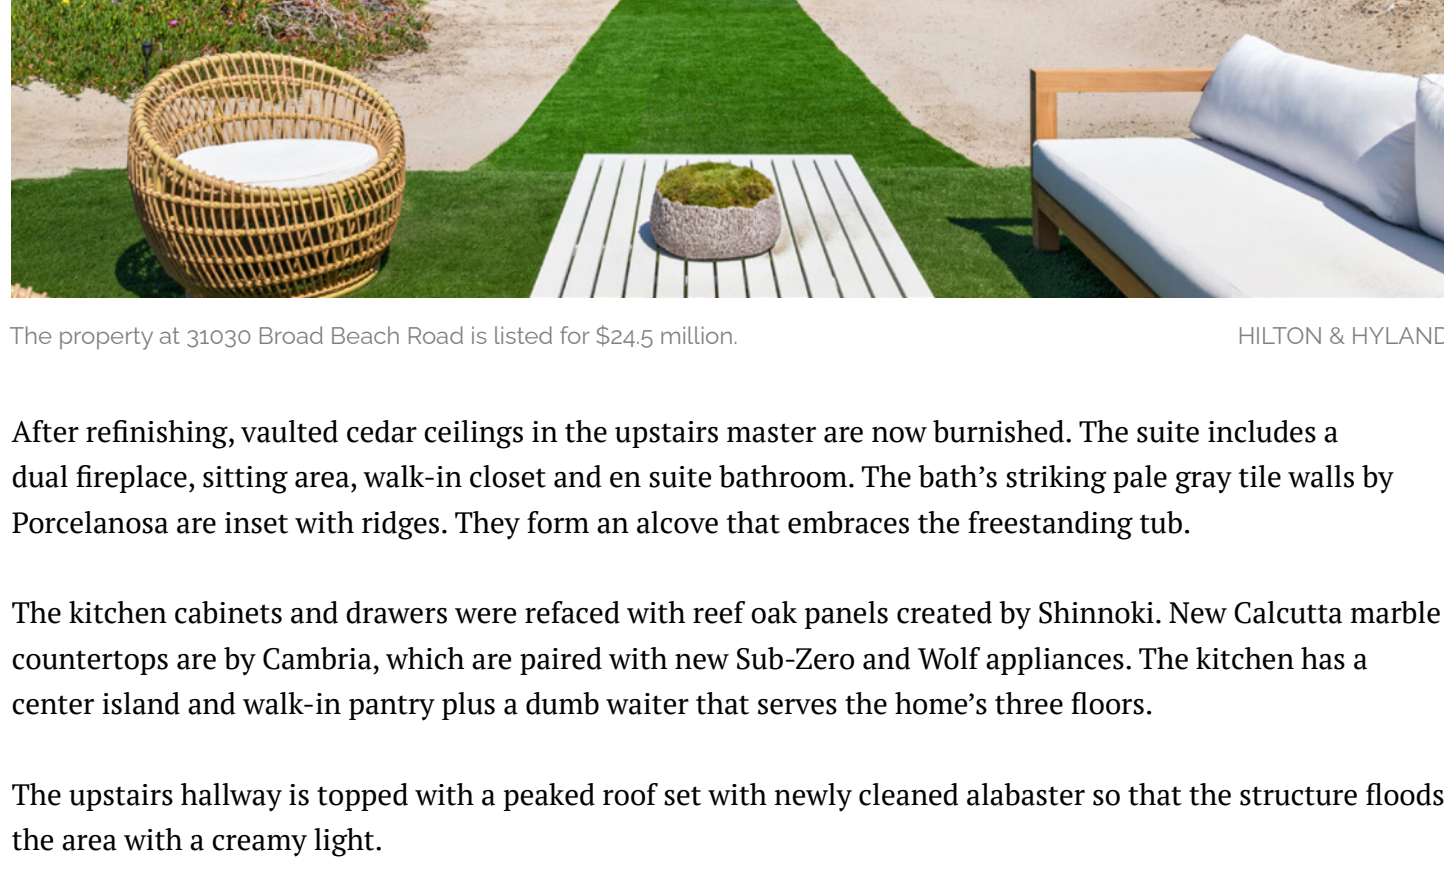 The property at 31030 Broad Beach Road is listed for $24.5 million.
HILTON & HYLAND
After refinishing, vaulted cedar ceilings in the upstairs master are now burnished. The suite includes a
dual fireplace, sitting area, walk-in closet and en suite bathroom. The bath’s striking pale gray tile walls by
Porcelanosa are inset with ridges. They form an alcove that embraces the freestanding tub.
The kitchen cabinets and drawers were refaced with reef oak panels created by Shinnoki. New Calcutta marble
countertops are by Cambria, which are paired with new Sub-Zero and Wolf appliances. The kitchen has a
center island and walk-in pantry plus a dumb waiter that serves the home’s three floors.
The upstairs hallway is topped with a peaked roof set with newly cleaned alabaster so that the structure floods
the area with a creamy light.